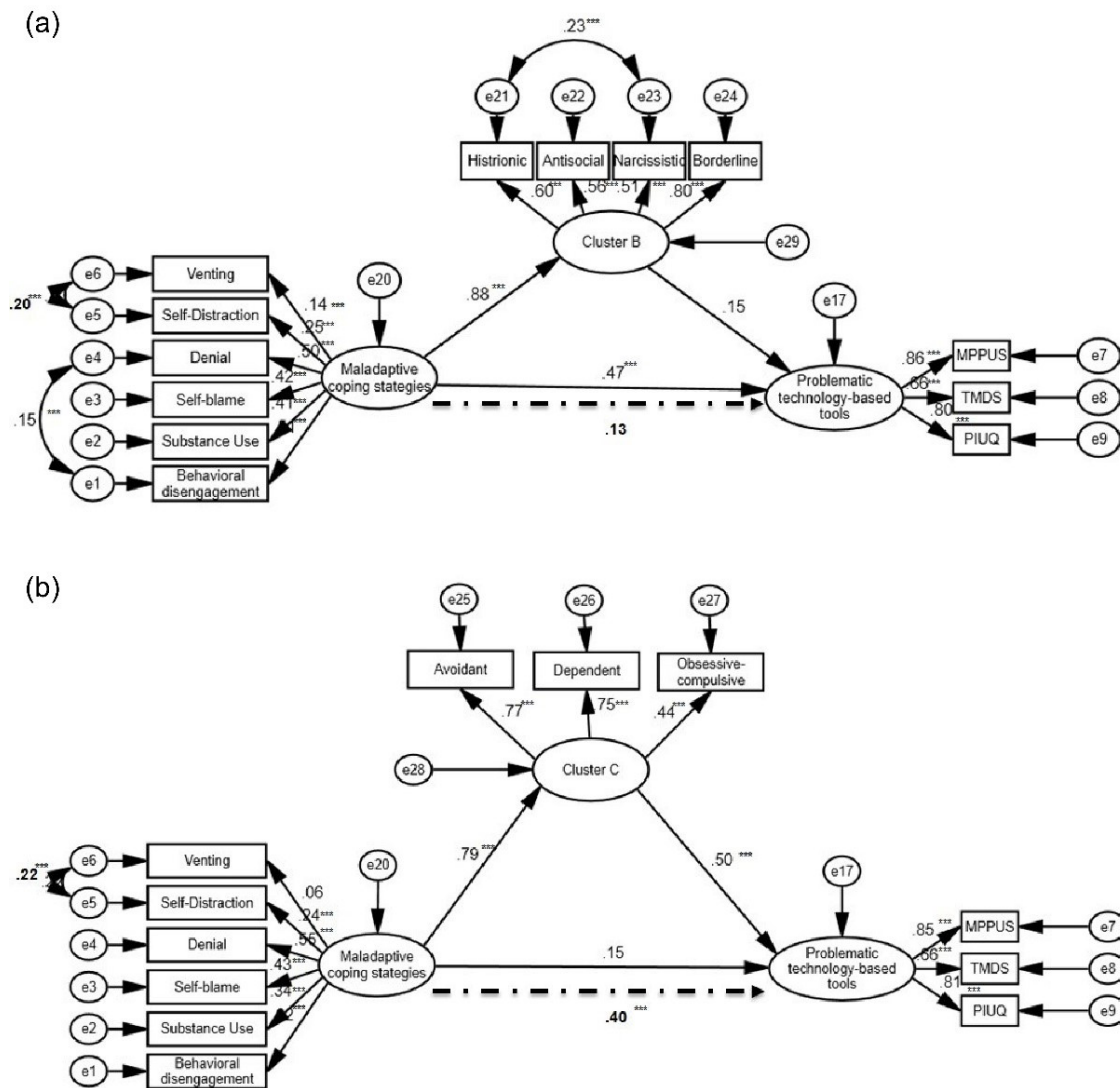 (a)
.23***
e21
e22
e23
e24
Histrionic
Antisocial
Narcissistic
Borderline
.60***
.56***
.51***
.80***
Cluster B
e29
e6
Venting
.20***
e5
Self-Distraction
e4
Denial
e3
Self-blame
.15***
e2
Substance Use
e1
Behavioral
disengagement
.14***
.25***
.50***
.42***
.41***
e20
Maladaptive
coping stategies
.88***
.15
.47***
.13
e17
Problematic
technology-based
tools
.86***
.66***
.80***
MPPUS
e7
TMDS
e8
PIUQ
e9
(b)
e25
e26
e27
Avoidant
Dependent
Obsessive-
compulsive
.77***
.75***
.44***
e28
Cluster C
e6
Venting
.22***
e5
Self-Distraction
e4
Denial
e3
Self-blame
e2
Substance Use
e1
Behavioral
disengagement
.06
.24***
.55***
.43***
.34***
e20
Maladaptive
coping stategies
.79***
.50***
.15
.40***
e17
Problematic
technology-based
tools
.85***
.66***
.81***
MPPUS
e7
TMDS
e8
PIUQ
e9